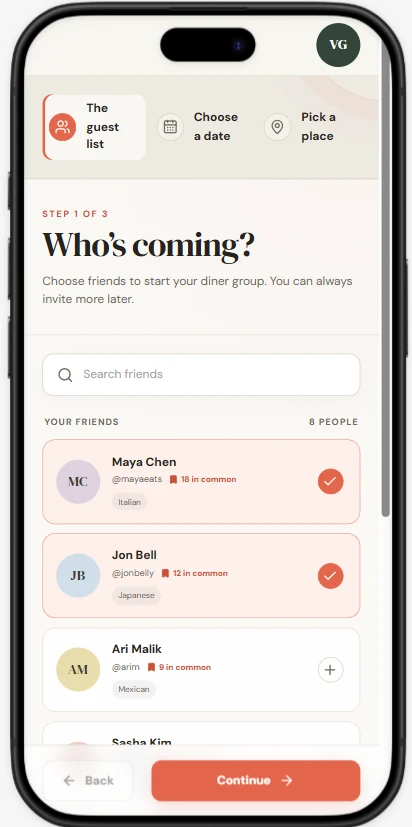 VG
The
guest
list
Choose
a date
Pick a
place
STEP 1 OF 3
Who's coming?
Choose friends to start your diner group. You can always
invite more later.
Search friends
YOUR FRIENDS 8 PEOPLE
MC
Maya Chen
@mayaeats 18 in common
Italian
JB
Jon Bell
@jonbelly 12 in common
Japanese
AM
Ari Malik
@arim 9 in common
Mexican
Sasha Kim
Back Continue